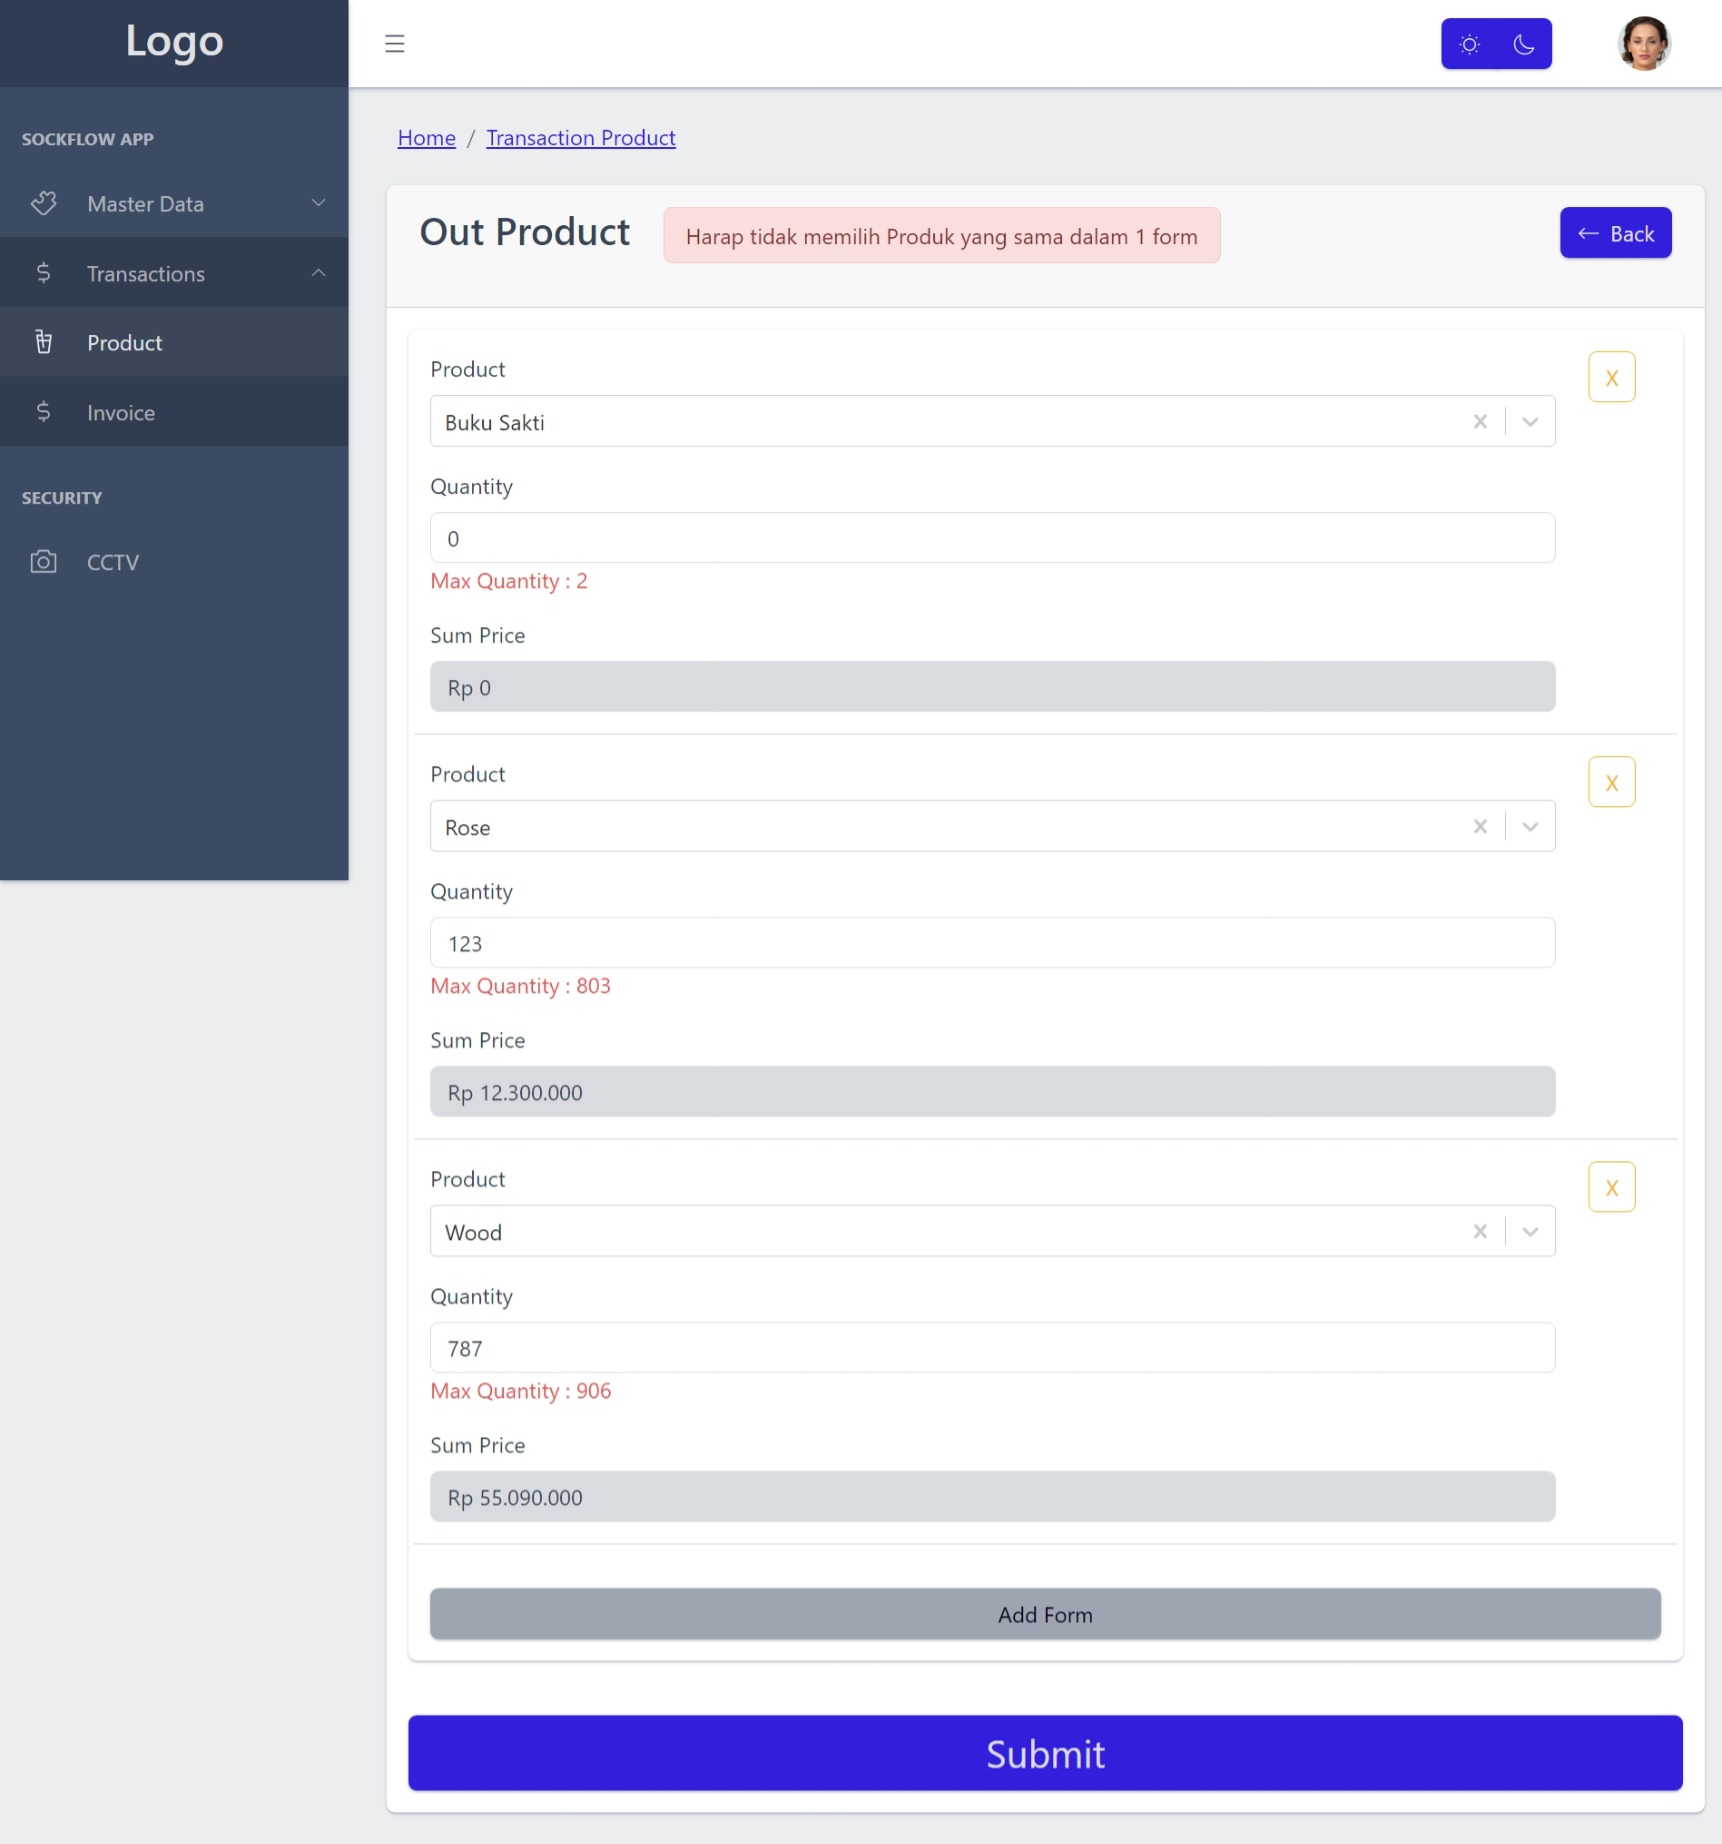 Logo
SOCKFLOW APP
Master Data
Transactions
Product
Invoice
SECURITY
CCTV
Home / Transaction Product
Out Product
Harap tidak memilih Produk yang sama dalam 1 form
← Back
Product
X
Buku Sakti
Quantity
0
Max Quantity : 2
Sum Price
Rp 0
Product
X
Rose
Quantity
123
Max Quantity : 803
Sum Price
Rp 12.300.000
Product
X
Wood
Quantity
787
Max Quantity : 906
Sum Price
Rp 55.090.000
Add Form
Submit